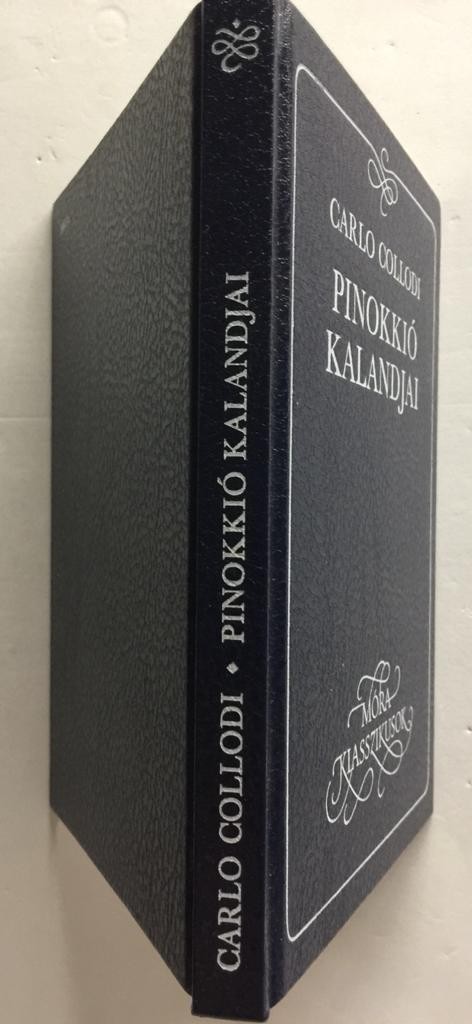 CARLO COLLODI • PINOKKIÓ KALANDJAI
CARLO COLLODI
PINOKKIÓ
KALANDJAI
MÓRA
KLASSZIKUSOK